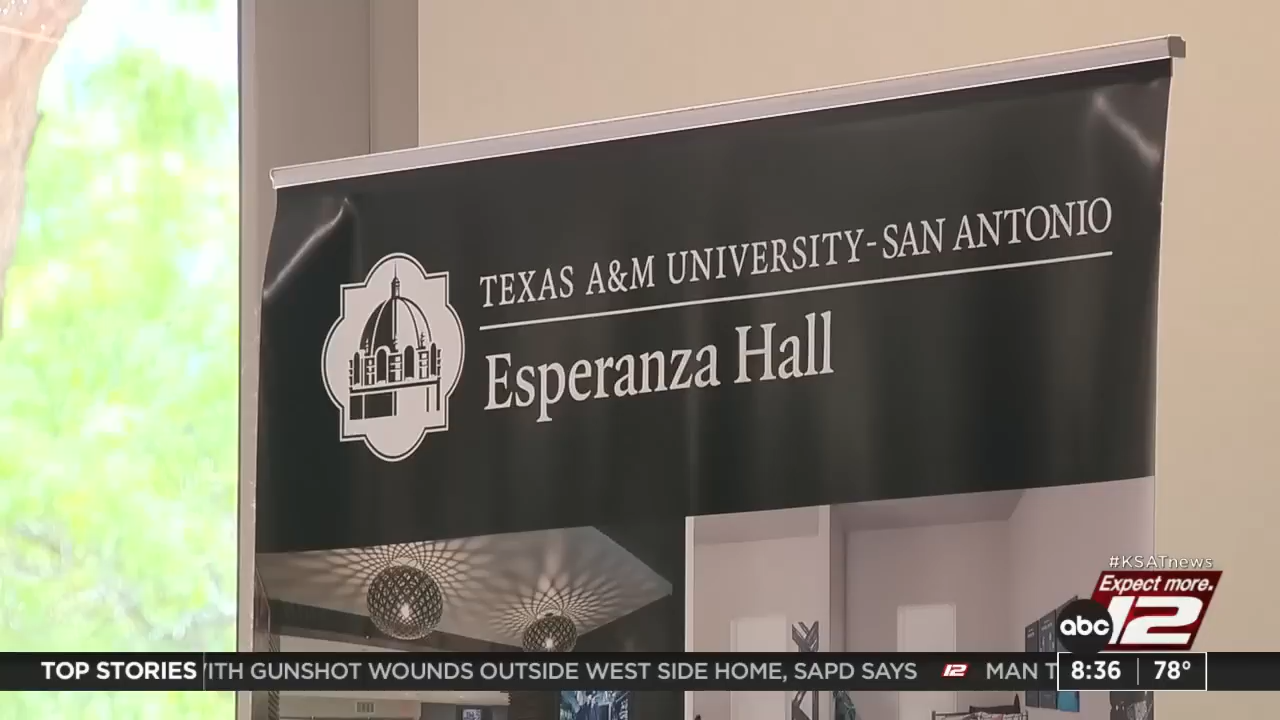 TEXAS A&M UNIVERSITY-SAN ANTONIO
Esperanza Hall
#KSATnews
Expect more.
abc 12
TOP STORIES WITH GUNSHOT WOUNDS OUTSIDE WEST SIDE HOME, SAPD SAYS 12 MAN 8:36 78°